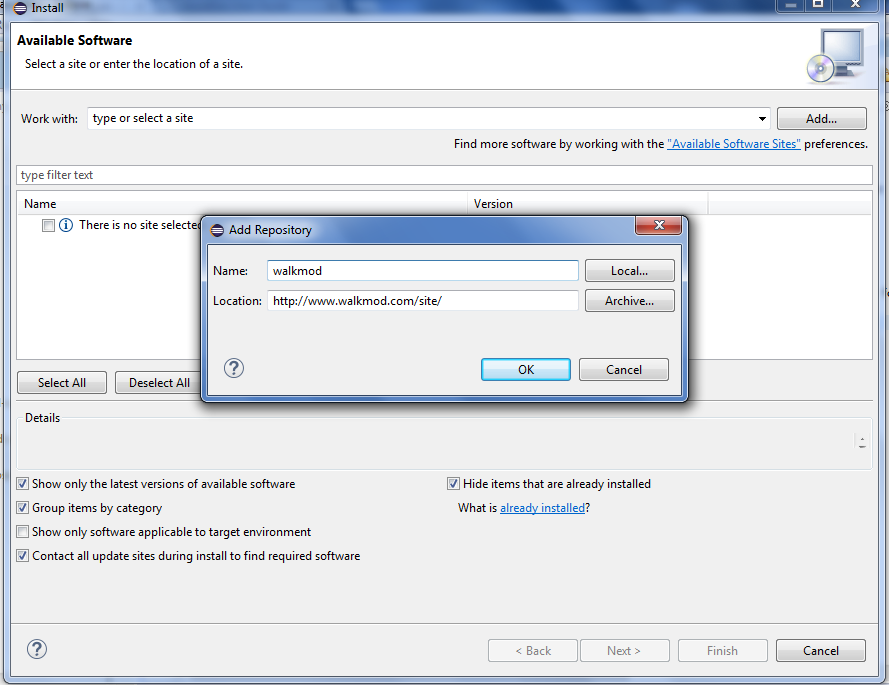 Install
Available Software
Select a site or enter the location of a site.
Work with: type or select a site Add...
Find more software by working with the "Available Software Sites" preferences.
type filter text
Name Version
There is no site selected
Add Repository
Name: walkmod Local...
Location: http://www.walkmod.com/site/ Archive...
? OK Cancel
Select All Deselect All
Details
Show only the latest versions of available software Hide items that are already installed
Group items by category What is already installed?
Show only software applicable to target environment
Contact all update sites during install to find required software
? < Back Next > Finish Cancel